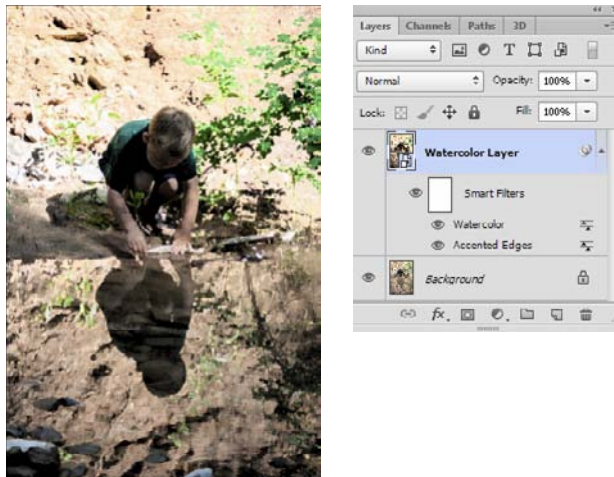 Layers Channels Paths 3D
Kind T
Normal Opacity: 100%
Lock: Fill: 100%
Watercolor Layer
Smart Filters
Watercolor
Accented Edges
Background
fx.